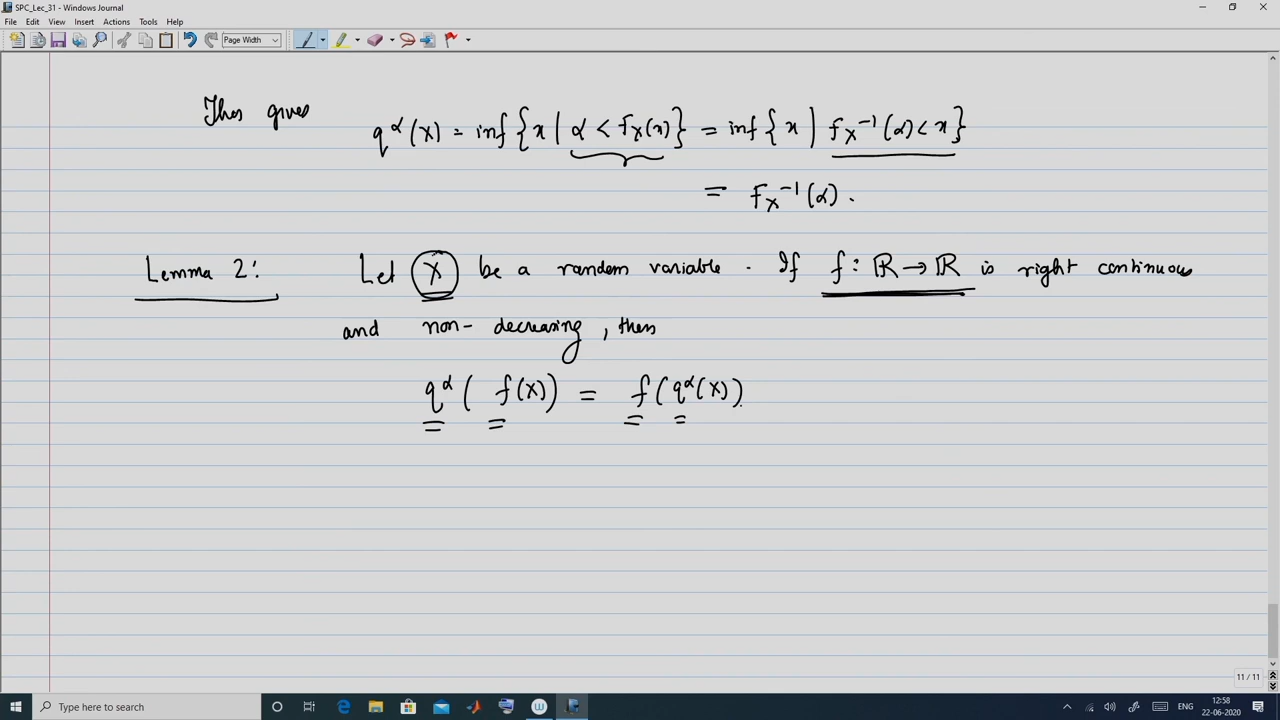 SPC_Lec_31 - Windows Journal
File Edit View Insert Actions Tools Help
Page Width
Thus gives
q^α(X) = inf{x | α < F_X(x)} = inf{x | F_X^{-1}(α) < x}
= F_X^{-1}(α).
Lemma 2: Let X be a random variable. If f: ℝ→ℝ is right continuous
and non-decreasing, then
q^α(f(X)) = f(q^α(X))
11 / 11
Type here to search
ENG
12:58
22-06-2020